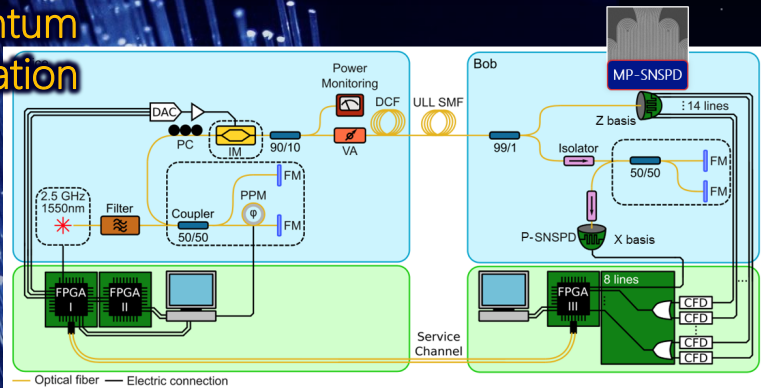 ntum
ation
Bob
MP-SNSPD
Power
Monitoring
DCF
ULL SMF
DAC
PC
IM
90/10
VA
99/1
Z basis
14 lines
Isolator
50/50
FM
FM
2.5 GHz
1550nm
Filter
Coupler
50/50
PPM
φ
FM
FM
P-SNSPD
X basis
FPGA
I
FPGA
II
Service
Channel
FPGA
III
8 lines
CFD
CFD
CFD
CFD
Optical fiber
Electric connection